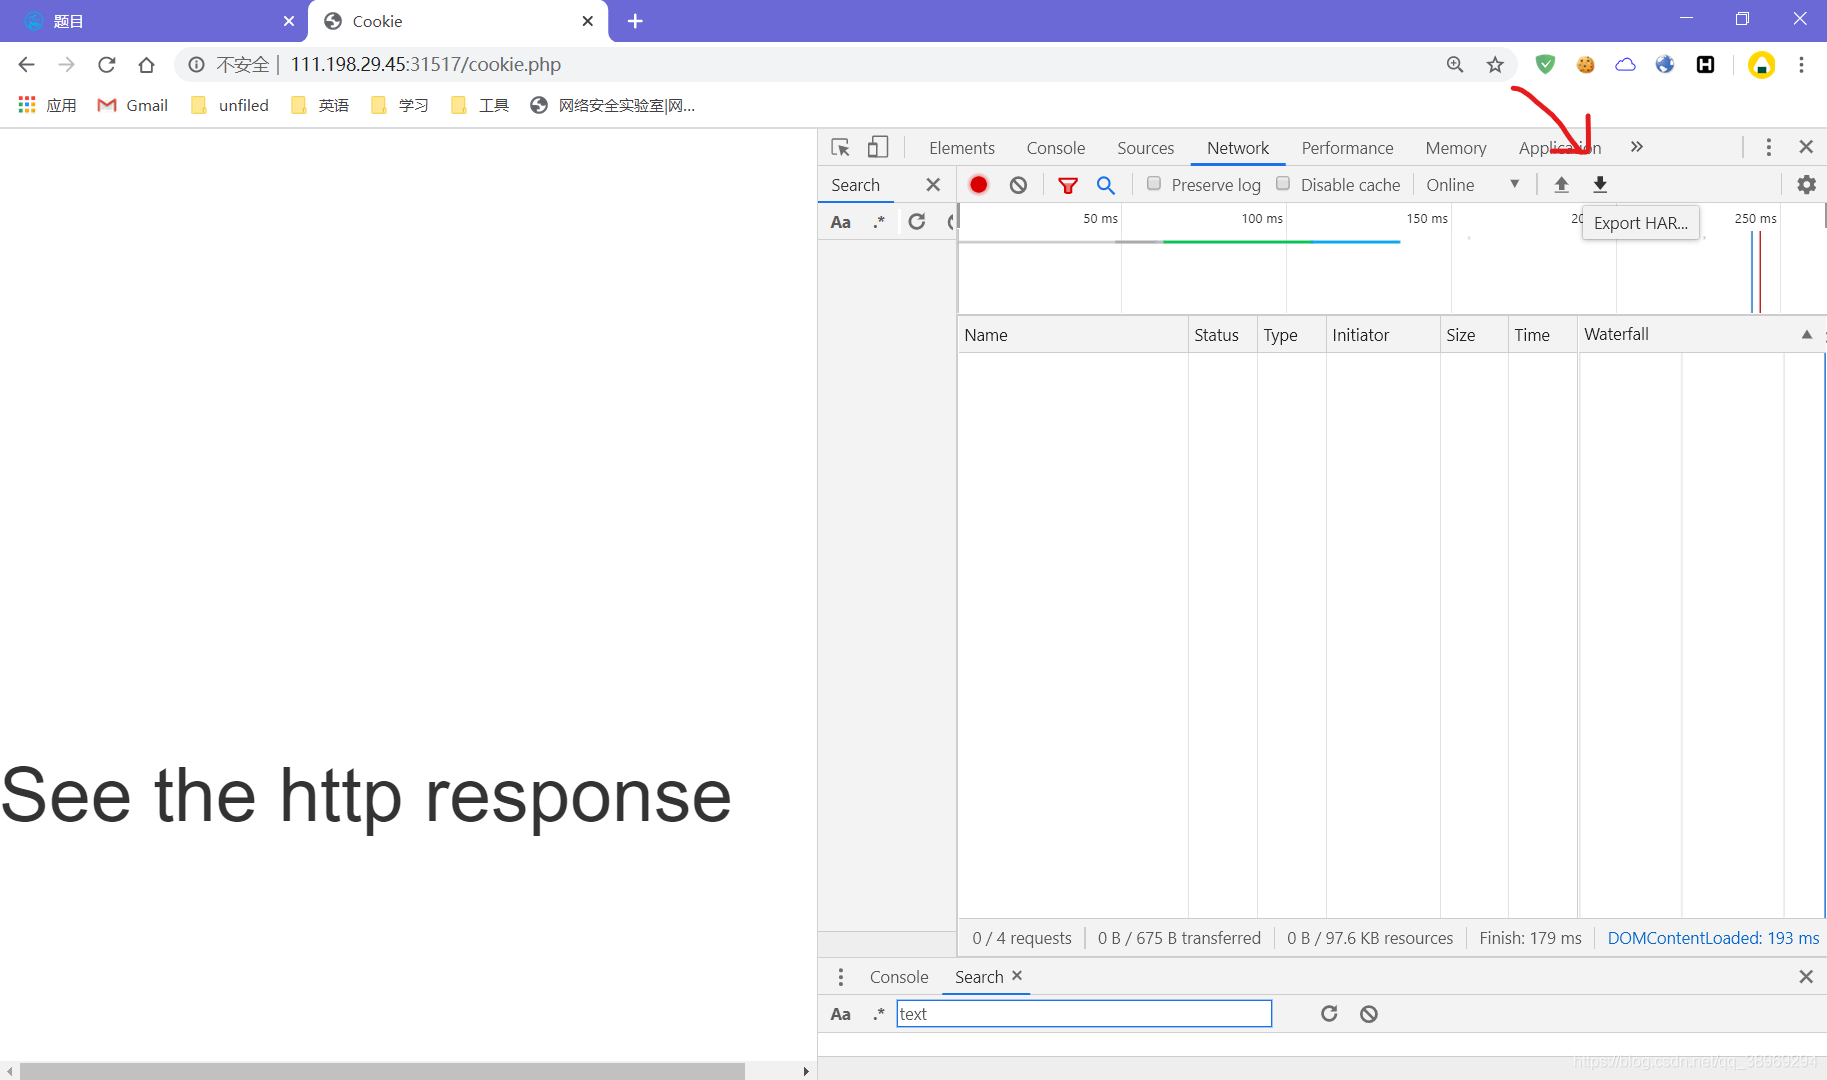 题目
Cookie
不安全 | 111.198.29.45:31517/cookie.php
应用 Gmail unfiled 英语 学习 工具 网络安全实验室|网...
Elements Console Sources Network Performance Memory Application »
Search Preserve log Disable cache Online
Aa .*
50 ms 100 ms 150 ms 20 250 ms
Export HAR...
Name Status Type Initiator Size Time Waterfall
See the http response
0 / 4 requests 0 B / 675 B transferred 0 B / 97.6 KB resources Finish: 179 ms DOMContentLoaded: 193 ms
Console Search
Aa .* text
https://blog.csdn.net/qq_38969294